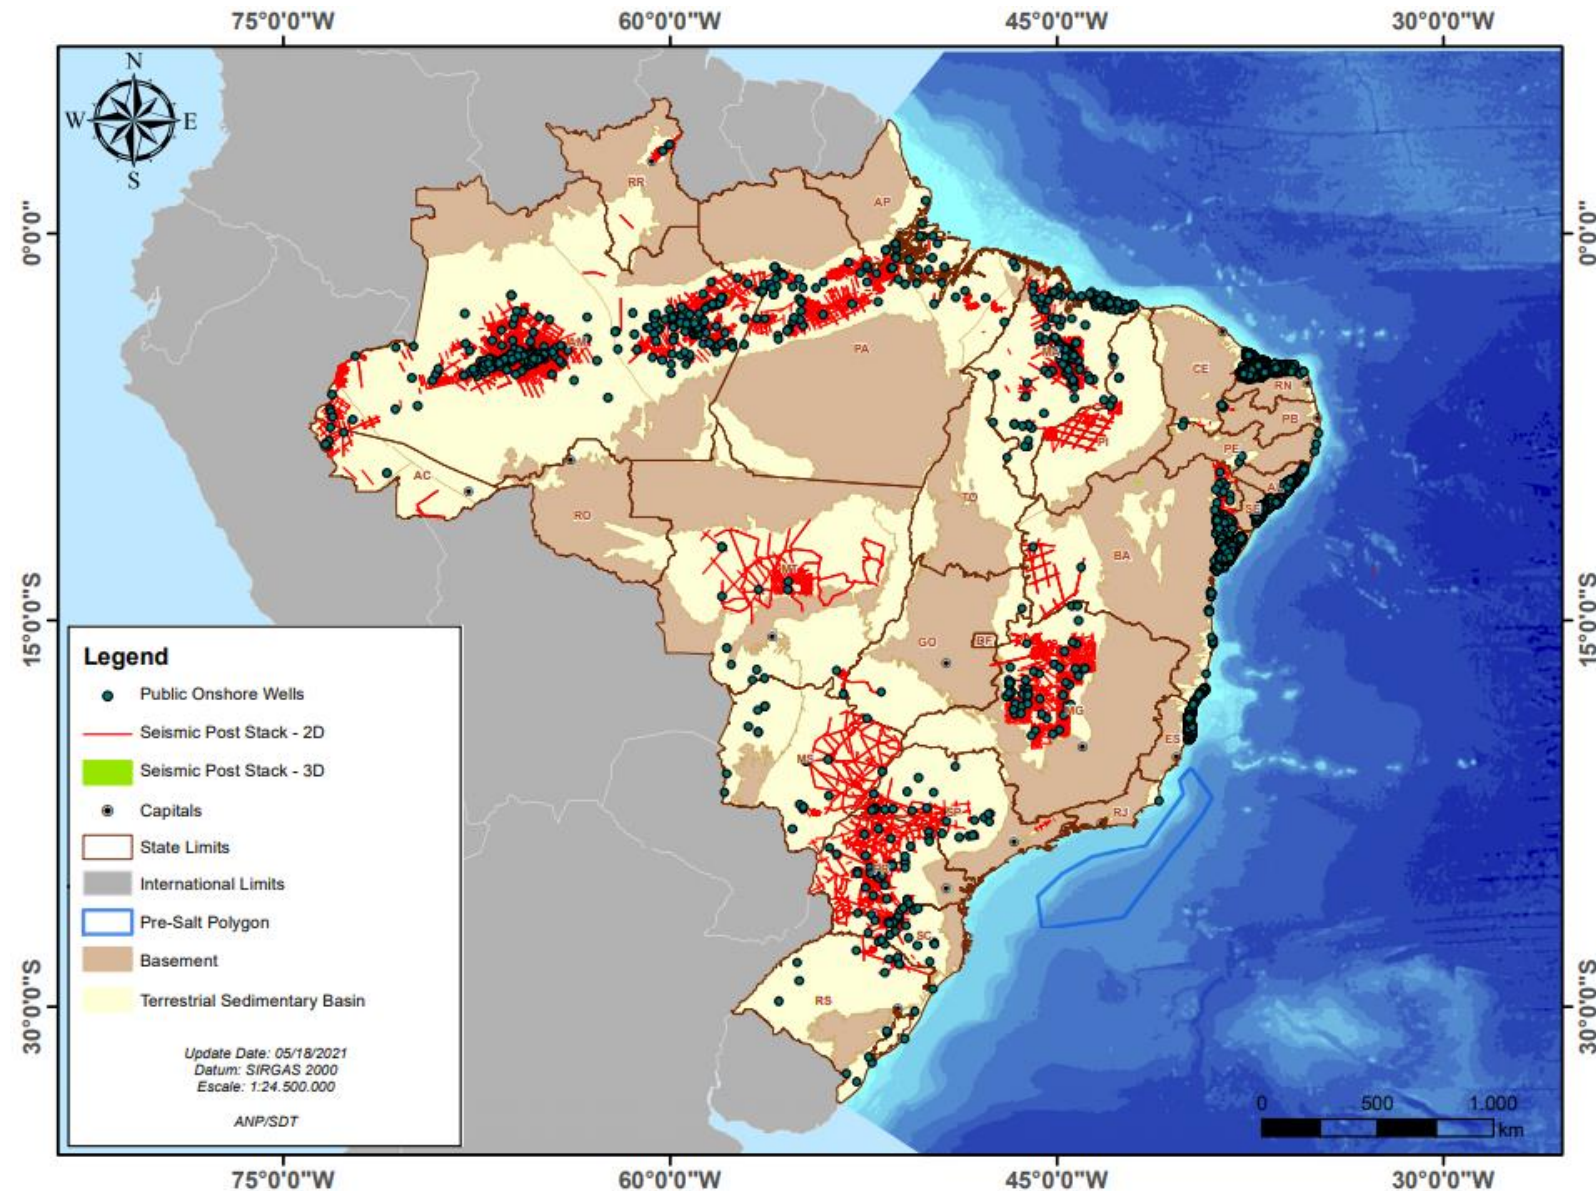 75°0'0"W 60°0'0"W 45°0'0"W 30°0'0"W
N
W E
S
0°0'0" 0°0'0"
15°0'0"S 15°0'0"S
30°0'0"S 30°0'0"S
RR
AP
AM
PA
MA
CE
RN
PB
PI
PE
AC
AL
SE
TO
RO
BA
MT
GO
DF
MG
ES
MS
SP
RJ
PR
SC
RS
Legend
Public Onshore Wells
Seismic Post Stack - 2D
Seismic Post Stack - 3D
Capitals
State Limits
International Limits
Pre-Salt Polygon
Basement
Terrestrial Sedimentary Basin
Update Date: 05/18/2021
Datum: SIRGAS 2000
Escale: 1:24.500.000
ANP/SDT
0 500 1.000
km
75°0'0"W 60°0'0"W 45°0'0"W 30°0'0"W